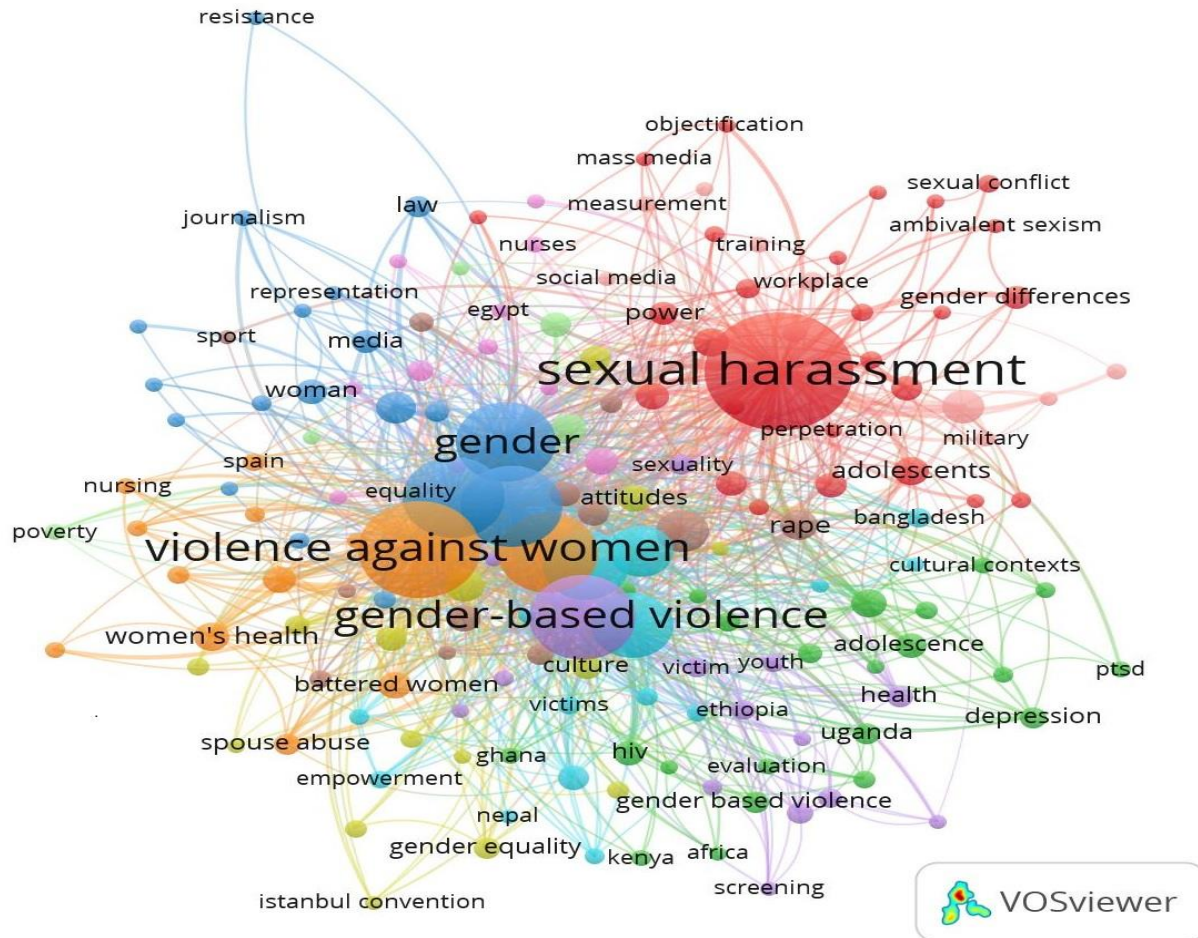 resistance
objectification
mass media
sexual conflict
measurement
law
journalism
ambivalent sexism
nurses
training
social media
workplace
representation
gender differences
egypt
power
sport
media
sexual harassment
woman
perpetration
military
gender
spain
sexuality
adolescents
nursing
equality
attitudes
bangladesh
rape
poverty
violence against women
cultural contexts
gender-based violence
women's health
adolescence
culture
victim
youth
ptsd
battered women
health
victims
ethiopia
depression
uganda
spouse abuse
ghana
hiv
evaluation
empowerment
gender based violence
nepal
gender equality
kenya
africa
screening
istanbul convention
VOSviewer